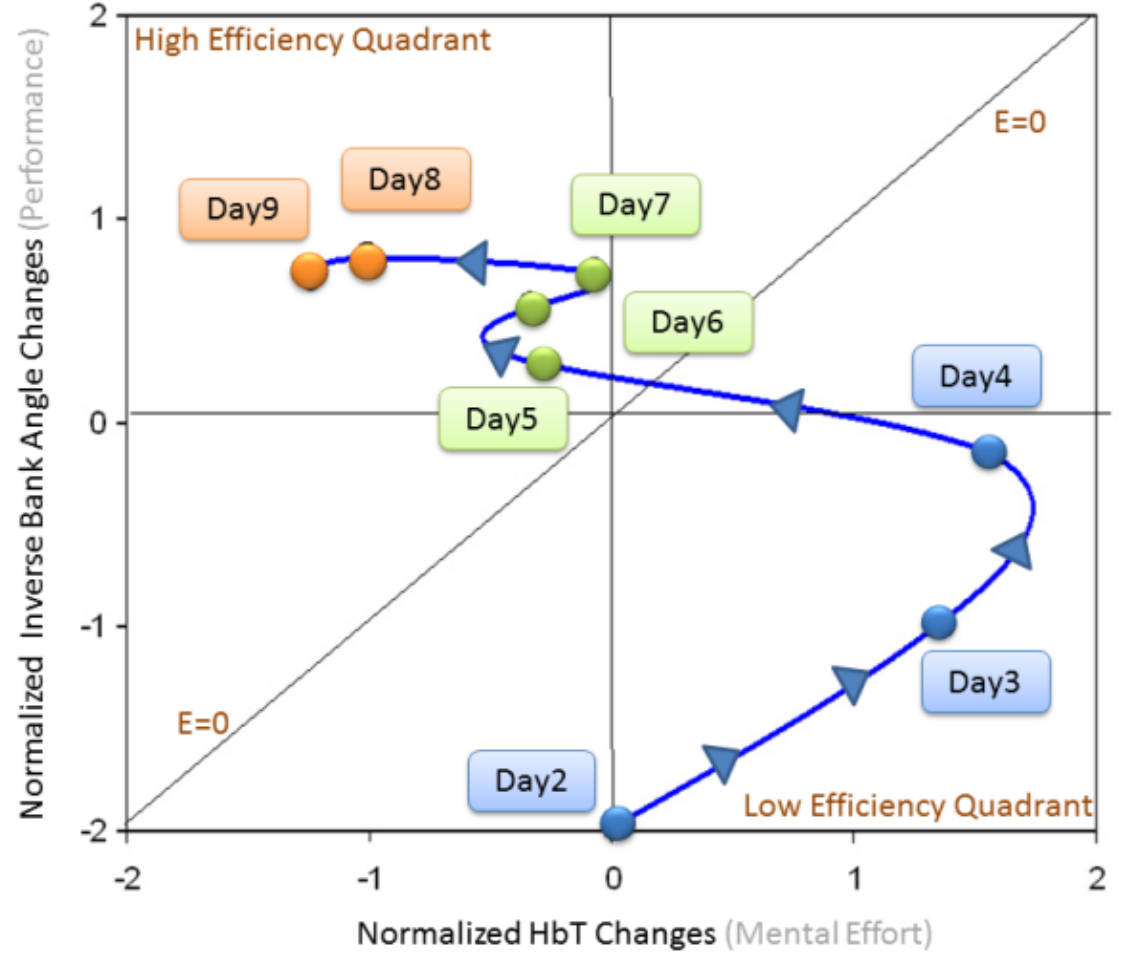 2
High Efficiency Quadrant
E=0
Day8
Day9
Day7
1
Day6
Day4
Day5
0
-1
Day3
E=0
Day2
Low Efficiency Quadrant
-2
-2
-1
0
1
2
Normalized HbT Changes (Mental Effort)
Normalized Inverse Bank Angle Changes (Performance)